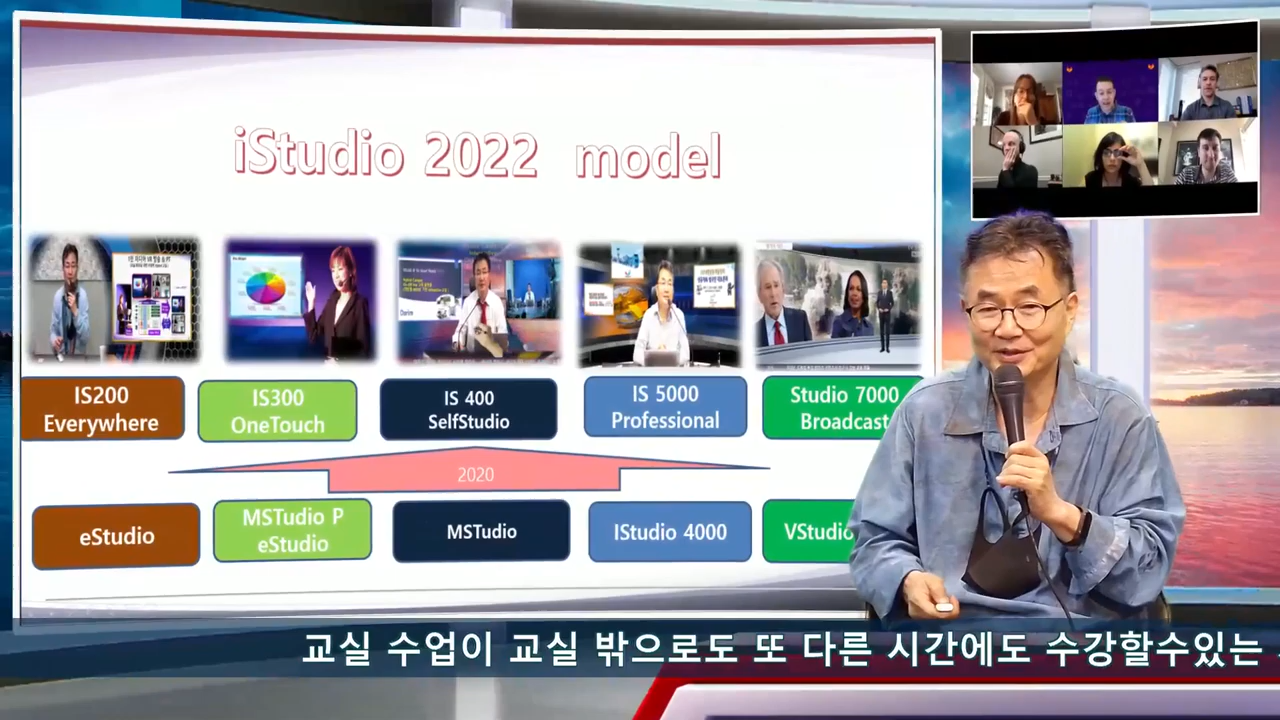 iStudio 2022 model
IS200
Everywhere
IS300
OneTouch
IS 400
SelfStudio
IS 5000
Professional
Studio 7000
Broadcast
2020
eStudio
MSTudio P
eStudio
MSTudio
IStudio 4000
VStudio
교실 수업이 교실 밖으로도 또 다른 시간에도 수강할수있는